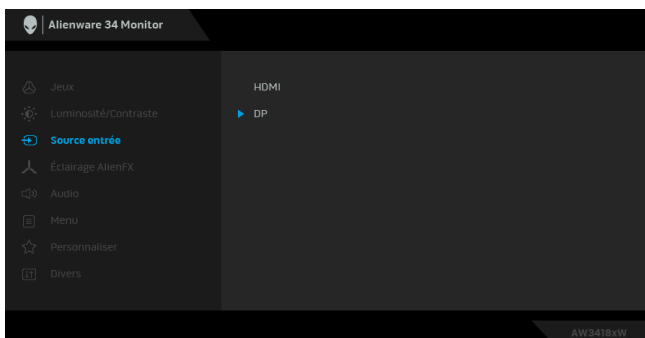 Alienware 34 Monitor
Jeux
HDMI
Luminosité/Contraste
DP
Source entrée
Éclairage AlienFX
Audio
Menu
Personnaliser
Divers
AW3418xW